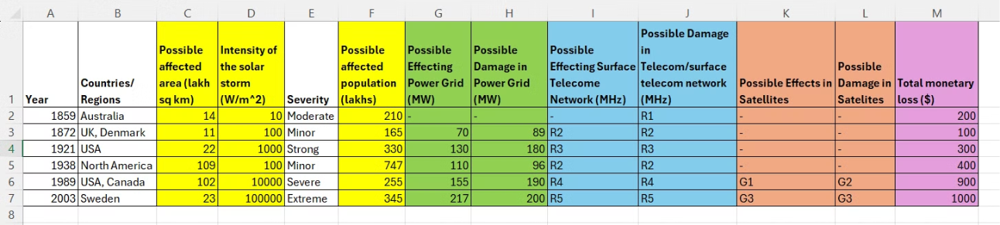 A B C D E F G H I J K L M
1 Year Countries/ Regions Possible affected area (lakh sq km) Intensity of the solar storm (W/m^2) Severity Possible affected population (lakhs) Possible Effecting Power Grid (MW) Possible Damage in Power Grid (MW) Possible Effecting Surface Telecome Network (MHz) Possible Damage in Telecom/surface telecom network (MHz) Possible Effects in Satellites Possible Damage in Satelites Total monetary loss ($)
2 1859 Australia 14 10 Moderate 210 - - - R1 - - 200
3 1872 UK, Denmark 11 100 Minor 165 70 89 R2 R2 - - 100
4 1921 USA 22 1000 Strong 330 130 180 R3 R3 - - 300
5 1938 North America 109 100 Minor 747 110 96 R2 R2 - - 400
6 1989 USA, Canada 102 10000 Severe 255 155 190 R4 R4 G1 G2 900
7 2003 Sweden 23 100000 Extreme 345 217 200 R5 R5 G3 G3 1000
8